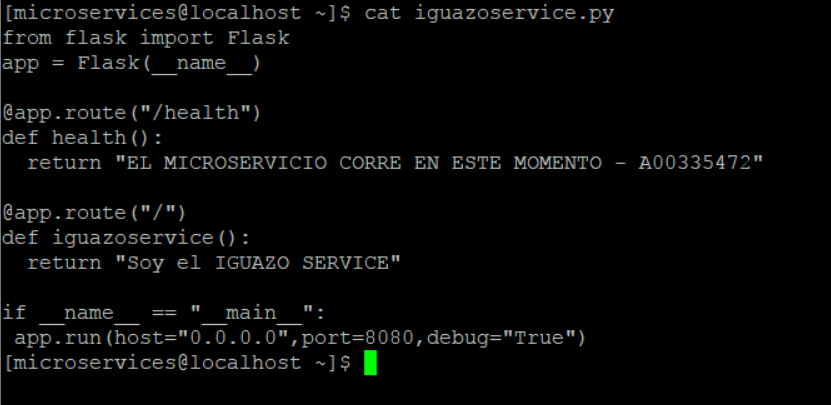 [microservices@localhost ~]$ cat iguazoservice.py
from flask import Flask
app = Flask(__name__)

@app.route("/health")
def health():
  return "EL MICROSERVICIO CORRE EN ESTE MOMENTO - A00335472"

@app.route("/")
def iguazoservice():
  return "Soy el IGUAZO SERVICE"

if __name__ == "__main__":
 app.run(host="0.0.0.0",port=8080,debug="True")
[microservices@localhost ~]$